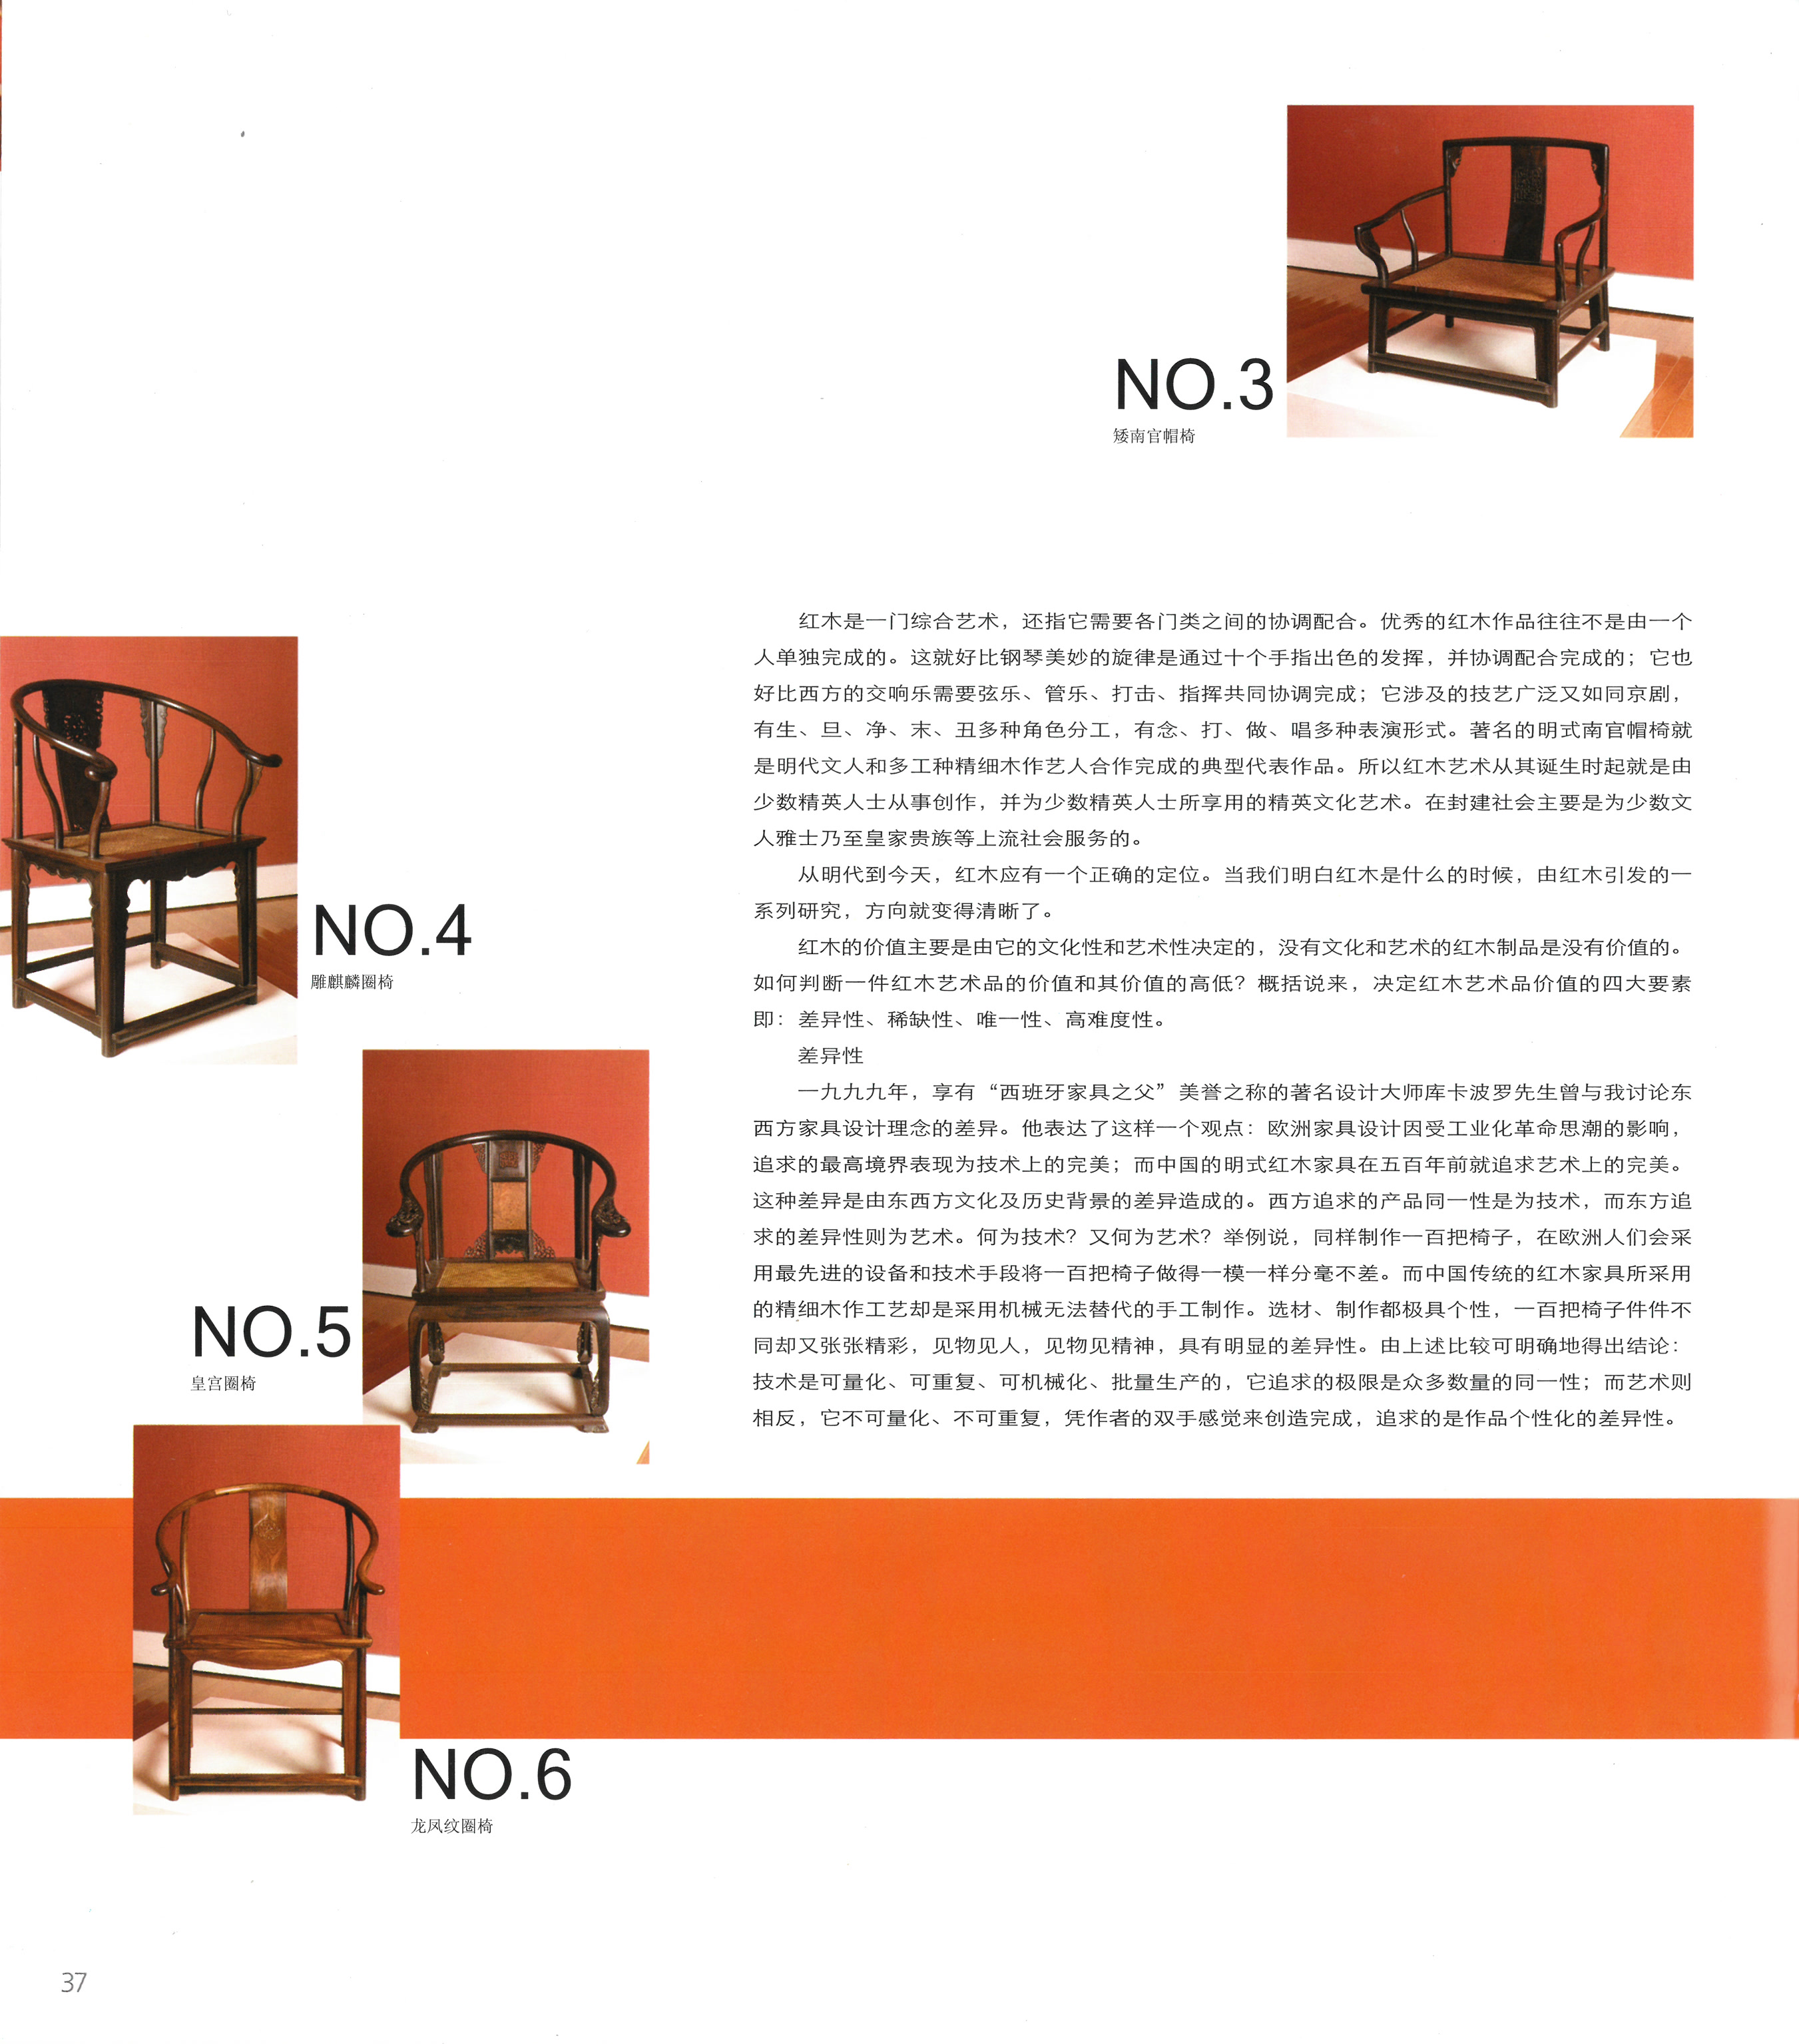 NO.3
矮南官帽椅
红木是一门综合艺术，还指它需要各门类之间的协调配合。优秀的红木作品往往不是由一个
人单独完成的。这就好比钢琴美妙的旋律是通过十个手指出色的发挥，并协调配合完成的；它也
好比西方的交响乐需要弦乐、管乐、打击、指挥共同协调完成；它涉及的技艺广泛又如同京剧，
有生、旦、净、末、丑多种角色分工，有念、打、做、唱多种表演形式。著名的明式南官帽椅就
是明代文人和多工种精细木作艺人合作完成的典型代表作品。所以红木艺术从其诞生时起就是由
少数精英人士从事创作，并为少数精英人士所享用的精英文化艺术。在封建社会主要是为少数文
人雅士乃至皇家贵族等上流社会服务的。
从明代到今天，红木应有一个正确的定位。当我们明白红木是什么的时候，由红木引发的一
系列研究，方向就变得清晰了。
红木的价值主要是由它的文化性和艺术性决定的，没有文化和艺术的红木制品是没有价值的。
如何判断一件红木艺术品的价值和其价值的高低？概括说来，决定红木艺术品价值的四大要素
即：差异性、稀缺性、唯一性、高难度性。
差异性
一九九九年，享有“西班牙家具之父”美誉之称的著名设计大师库卡波罗先生曾与我讨论东
西方家具设计理念的差异。他表达了这样一个观点：欧洲家具设计因受工业化革命思潮的影响，
追求的最高境界表现为技术上的完美；而中国的明式红木家具在五百年前就追求艺术上的完美。
这种差异是由东西方文化及历史背景的差异造成的。西方追求的产品同一性是为技术，而东方追
求的差异性则为艺术。何为技术？又何为艺术？举例说，同样制作一百把椅子，在欧洲人们会采
用最先进的设备和技术手段将一百把椅子做得一模一样分毫不差。而中国传统的红木家具所采用
的精细木作工艺却是采用机械无法替代的手工制作。选材、制作都极具个性，一百把椅子件件不
同却又张张精彩，见物见人，见物见精神，具有明显的差异性。由上述比较可明确地得出结论：
技术是可量化、可重复、可机械化、批量生产的，它追求的极限是众多数量的同一性；而艺术则
相反，它不可量化、不可重复，凭作者的双手感觉来创造完成，追求的是作品个性化的差异性。
NO.4
雕麒麟圈椅
NO.5
皇宫圈椅
NO.6
龙凤纹圈椅
37